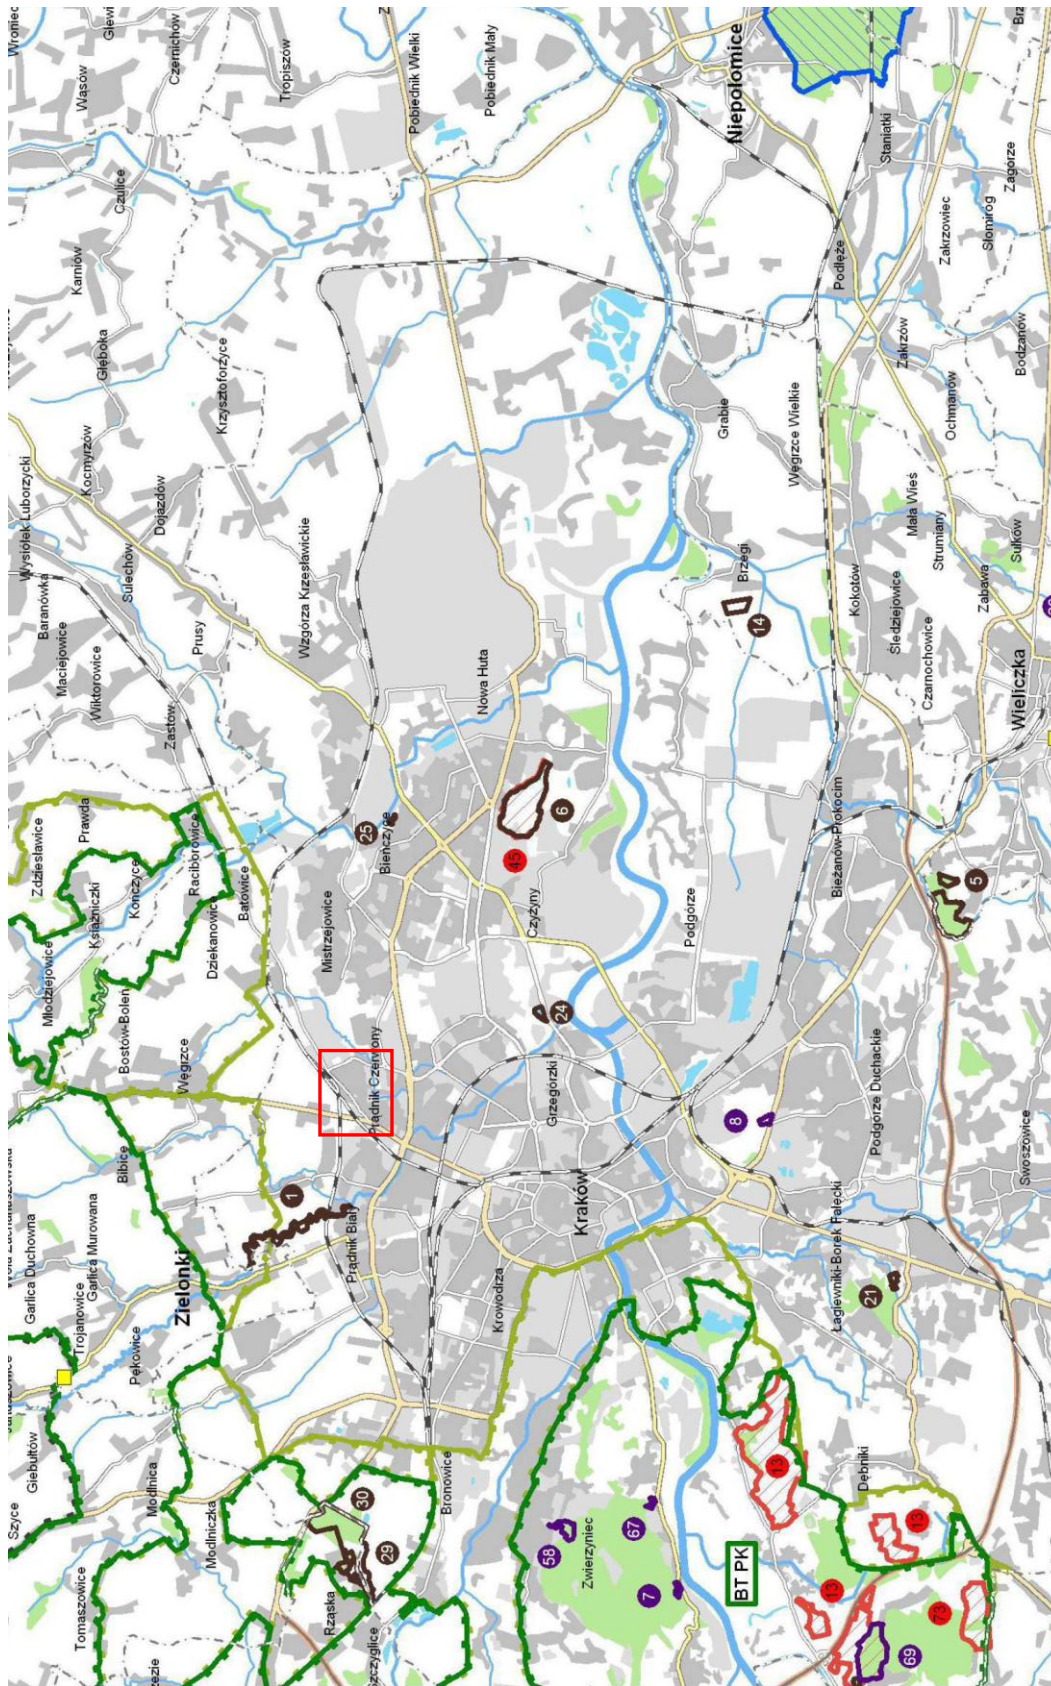 Szyce
Giebułtów
Garlica Duchowna
Trojanowice
Garlica Murowana
Pękowice
Zielonki
Bibice
Tomaszowice
Modlnica
Modlniczka
Rząska
Szczyglice
Bronowice
30
29
1
Prądnik Biały
Węgrzce
Bostów-Boleń
Młodziejowice
Książniczki
Zdziesławice
Prawda
Kończyce
Raciborowice
Dziekanowice
Batowice
Zastów
Wiktorowice
Maciejowice
Baranówka
Wysiołek Luborzycki
Kocmyrzów
Sulechów
Dojazdów
Prusy
Głęboka
Karniów
Czulice
Krzysztoforzyce
Wąsów
Czernichów
Tropiszów
Pobiednik Wielki
Pobiednik Mały
Wzgórza Krzesławickie
Mistrzejowice
Prądnik Czerwony
25
Bieńczyce
Nowa Huta
45
6
Czyżyny
24
Grzegórzki
Kraków
Krowodrza
Zwierzyniec
58
67
7
BT PK
13
13
13
73
69
Dębniki
21
Łagiewniki-Borek Fałęcki
8
Podgórze Duchackie
Swoszowice
Podgórze
Bieżanów-Prokocim
5
14
Brzegi
Grabie
Węgrzce Wielkie
Kokotów
Śledziejowice
Czarnochowice
Mała Wieś
Strumiany
Zabawa
Sułków
Wieliczka
Ochmanów
Zakrzów
Bodzanów
Podłęże
Niepołomice
Staniątki
Zakrzowiec
Słomiróg
Zagórze